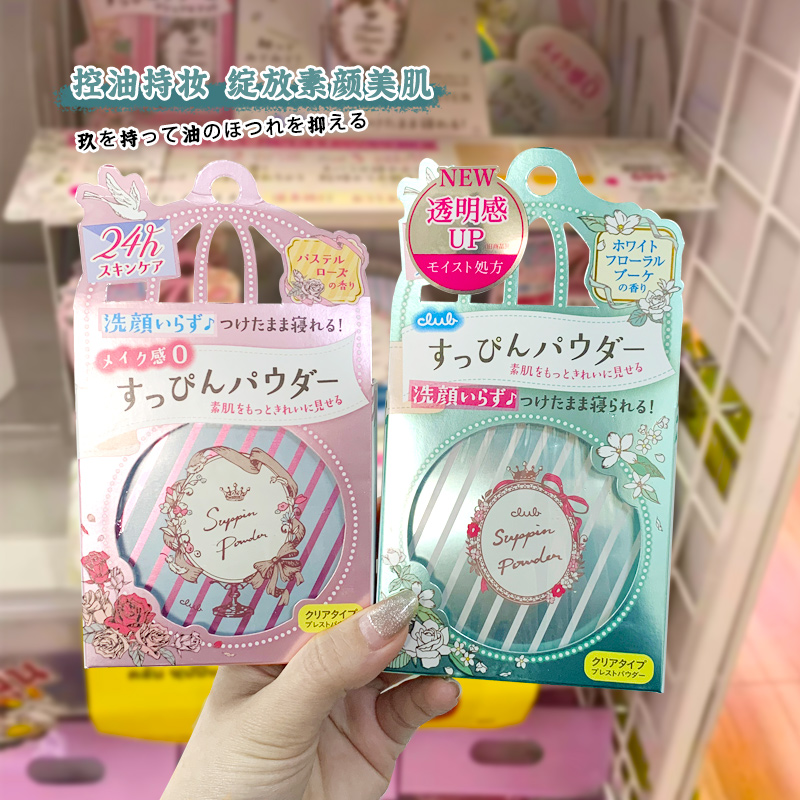 控油持妆 绽放素颜美肌
玖を持って油のほつれを抑える
メイク感0
24h
スキンケア
パステル
ローズ
の香り
洗顔いらず♪つけたまま寝れる!
メイク感0
すっぴんパウダー
素肌をもっときれいに見せる
Suppin
Powder
club
クリアタイプ
プレストパウダー
NEW
透明感
UP
モイスト処方
ホワイト
フローラル
ブーケ
の香り
club
すっぴんパウダー
素肌をもっときれいに見せる
洗顔いらず♪つけたまま寝られる!
club
Suppin
Powder
クリアタイプ
プレストパウダー